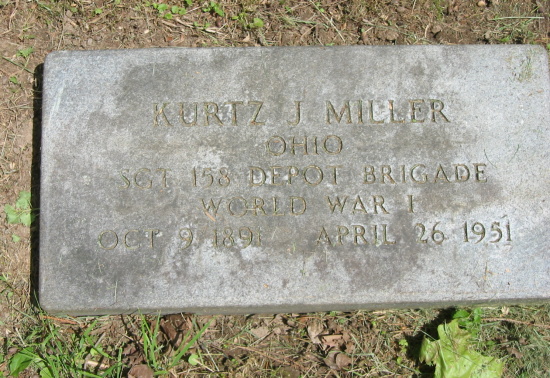 KURTZ J MILLER
OHIO
SGT 158 DEPOT BRIGADE
WORLD WAR I
OCT 9 1891 APRIL 26 1951